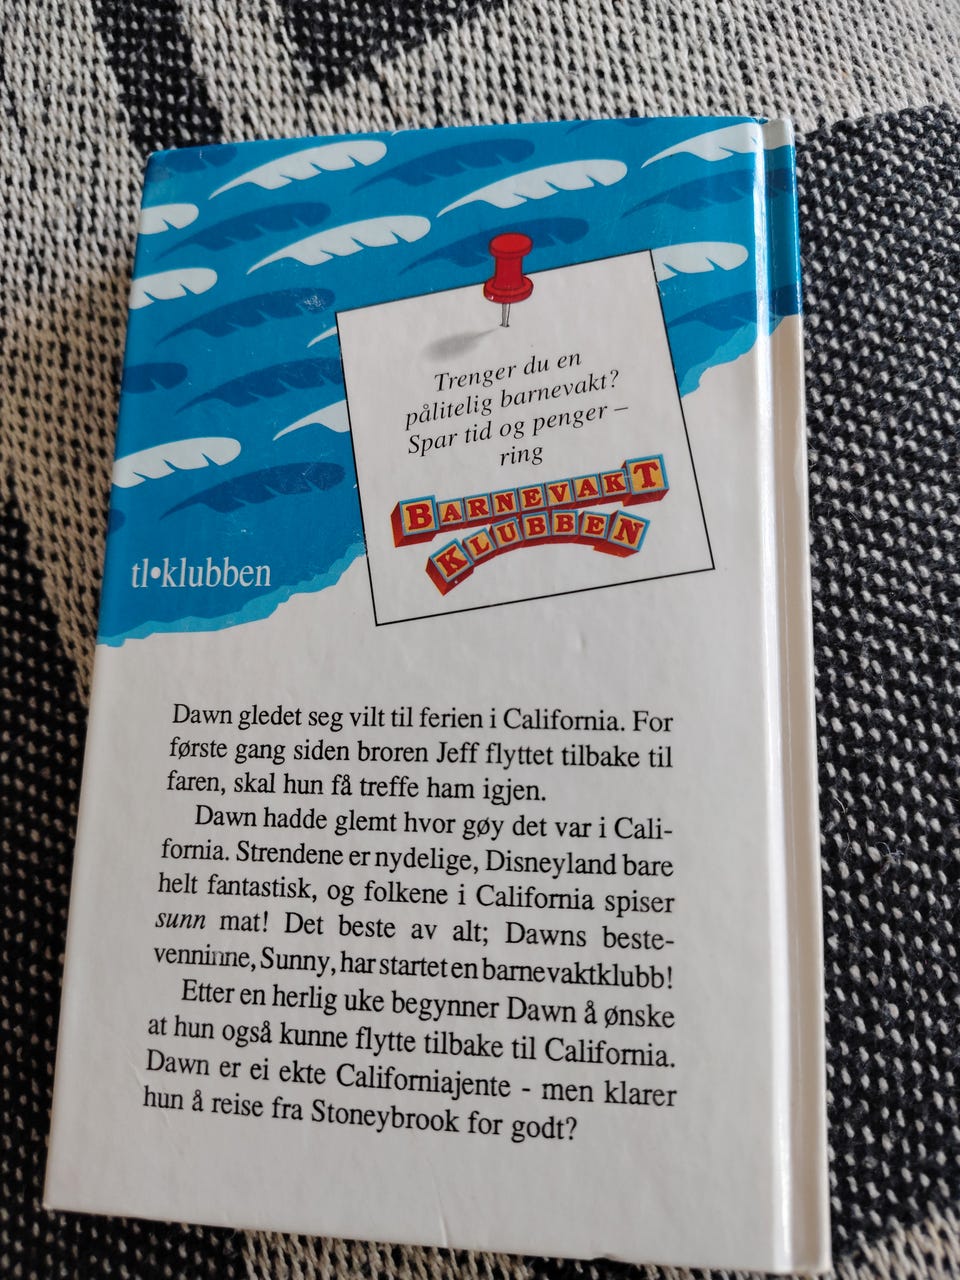 Trenger du en
pålitelig barnevakt?
Spar tid og penger –
ring
BARNEVAKT
KLUBBEN
tl•klubben
Dawn gledet seg vilt til ferien i California. For
første gang siden broren Jeff flyttet tilbake til
faren, skal hun få treffe ham igjen.
Dawn hadde glemt hvor gøy det var i Cali-
fornia. Strendene er nydelige, Disneyland bare
helt fantastisk, og folkene i California spiser
sunn mat! Det beste av alt; Dawns beste-
venninne, Sunny, har startet en barnevaktklubb!
Etter en herlig uke begynner Dawn å ønske
at hun også kunne flytte tilbake til California.
Dawn er ei ekte Californiajente - men klarer
hun å reise fra Stoneybrook for godt?